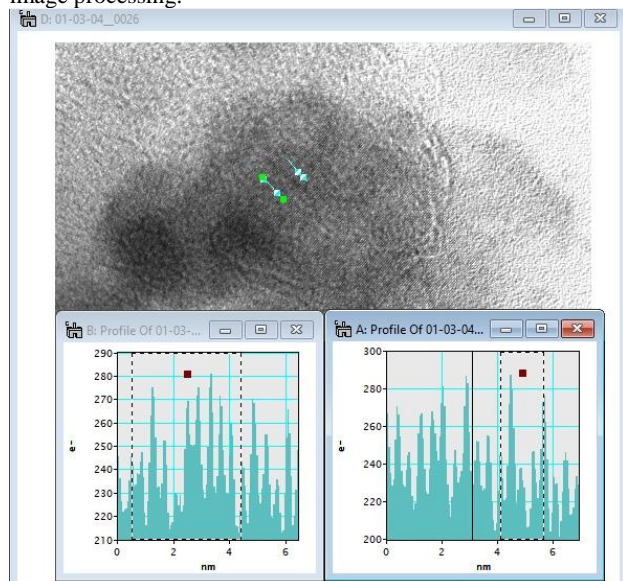 image processing.
D: 01-03-04__0026
B: Profile Of 01-03-...
290
280
270
260
250
240
230
220
210
e-
0
2
4
6
nm
A: Profile Of 01-03-04...
300
280
260
240
220
200
e-
0
2
4
6
nm